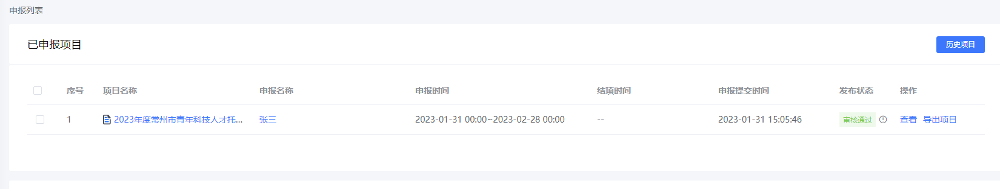 申报列表
已申报项目
历史项目
序号 项目名称 申报名称 申报时间 结项时间 申报提交时间 发布状态 操作
1 2023年度常州市青年科技人才托... 张三 2023-01-31 00:00~2023-02-28 00:00 -- 2023-01-31 15:05:46 审核通过 查看 导出项目